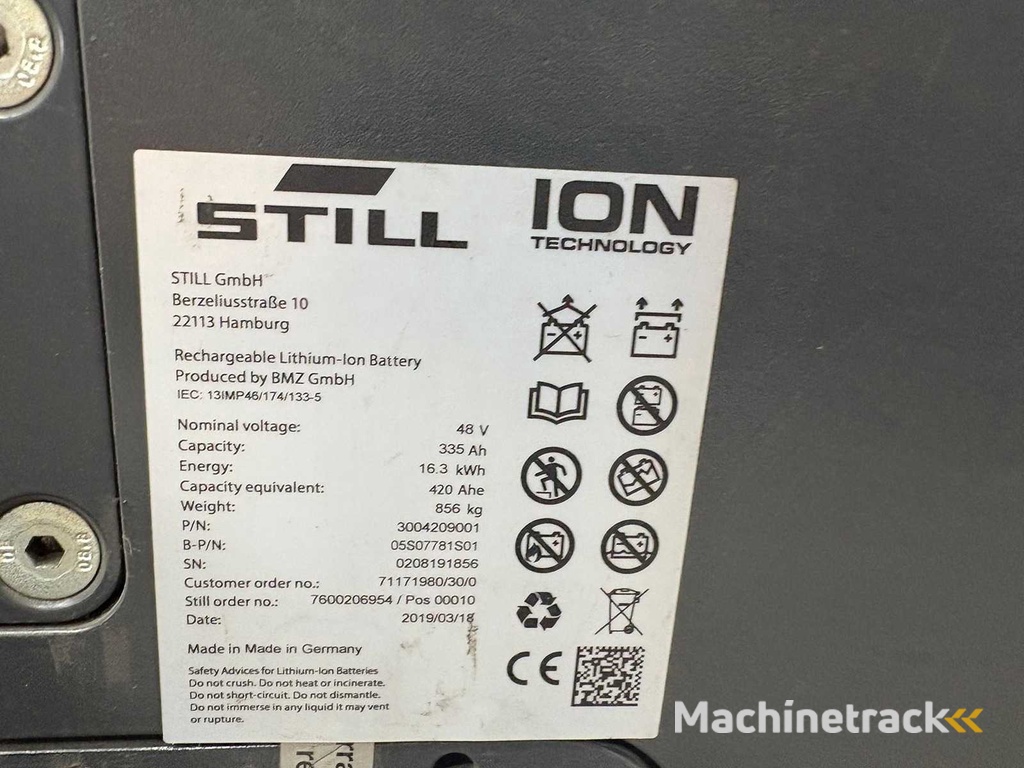 STILL
ION
TECHNOLOGY
STILL GmbH
Berzeliusstraße 10
22113 Hamburg
Rechargeable Lithium-Ion Battery
Produced by BMZ GmbH
IEC: 13IMP46/174/133-5
Nominal voltage: 48 V
Capacity: 335 Ah
Energy: 16.3 kWh
Capacity equivalent: 420 Ahe
Weight: 856 kg
P/N: 3004209001
B-P/N: 05S07781S01
SN: 0208191856
Customer order no.: 71171980/30/0
Still order no.: 7600206954 / Pos 00010
Date: 2019/03/18
Made in Made in Germany
Safety Advices for Lithium-Ion Batteries
Do not crush. Do not heat or incinerate.
Do not short-circuit. Do not dismantle.
Do not immerse in any liquid it may vent
or rupture.
CE
Machinetrack